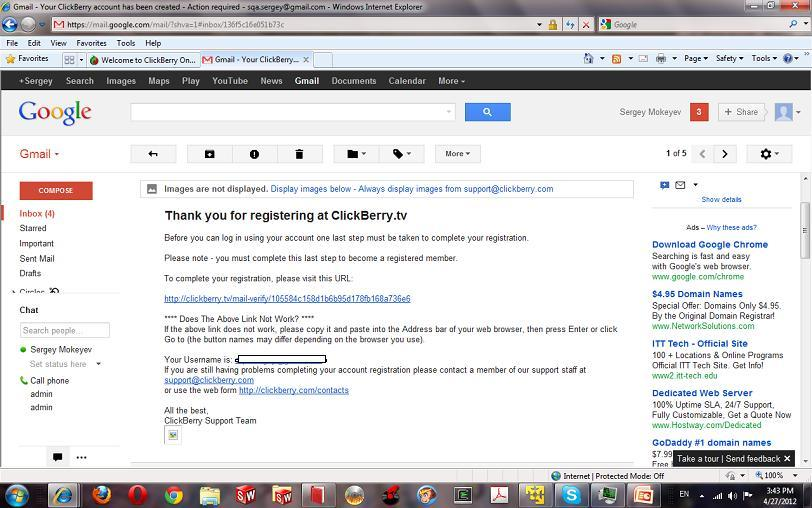 Gmail - Your ClickBerry account has been created - Action required - sqa.sergey@gmail.com - Windows Internet Explorer
https://mail.google.com/mail/?shva=1#inbox/136f5c16e051b73c
Google
File Edit View Favorites Tools Help
Favorites
Welcome to ClickBerry On...
Gmail - Your ClickBerry...
Page Safety Tools
+Sergey Search Images Maps Play YouTube News Gmail Documents Calendar More
Google
Sergey Mokeyev 3 + Share
Gmail
More
1 of 5
COMPOSE
Inbox (4)
Starred
Important
Sent Mail
Drafts
Circles
Chat
Search people...
Sergey Mokeyev
Set status here
Call phone
admin
admin
Images are not displayed. Display images below - Always display images from support@clickberry.com
Thank you for registering at ClickBerry.tv
Before you can log in using your account one last step must be taken to complete your registration.
Please note - you must complete this last step to become a registered member.
To complete your registration, please visit this URL:
http://clickberry.tv/mail-verify/105584c158d1b6b95d178fb168a736e6
**** Does The Above Link Not Work? ****
If the above link does not work, please copy it and paste into the Address bar of your web browser, then press Enter or click
Go to (the button names may differ depending on the browser you use).
Your Username is:
If you are still having problems completing your account registration please contact a member of our support staff at
support@clickberry.com
or use the web form http://clickberry.com/contacts
All the best,
ClickBerry Support Team
Show details
Ads – Why these ads?
Download Google Chrome
Searching is fast and easy
with Google's web browser.
www.google.com/chrome
$4.95 Domain Names
Special Offer: Domains Only $4.95.
By the Original Domain Registrar!
www.NetworkSolutions.com
ITT Tech - Official Site
100 + Locations & Online Programs
Official ITT Tech Site. Get Info!
www2.itt-tech.edu
Dedicated Web Server
100% Uptime SLA, 24/7 Support,
Fully Customizable, Get a Quote Now
www.Hostway.com/Dedicated
GoDaddy #1 domain names
$7.99
Free
Take a tour | Send feedback
Internet | Protected Mode: Off
100%
EN
3:43 PM
4/27/2012